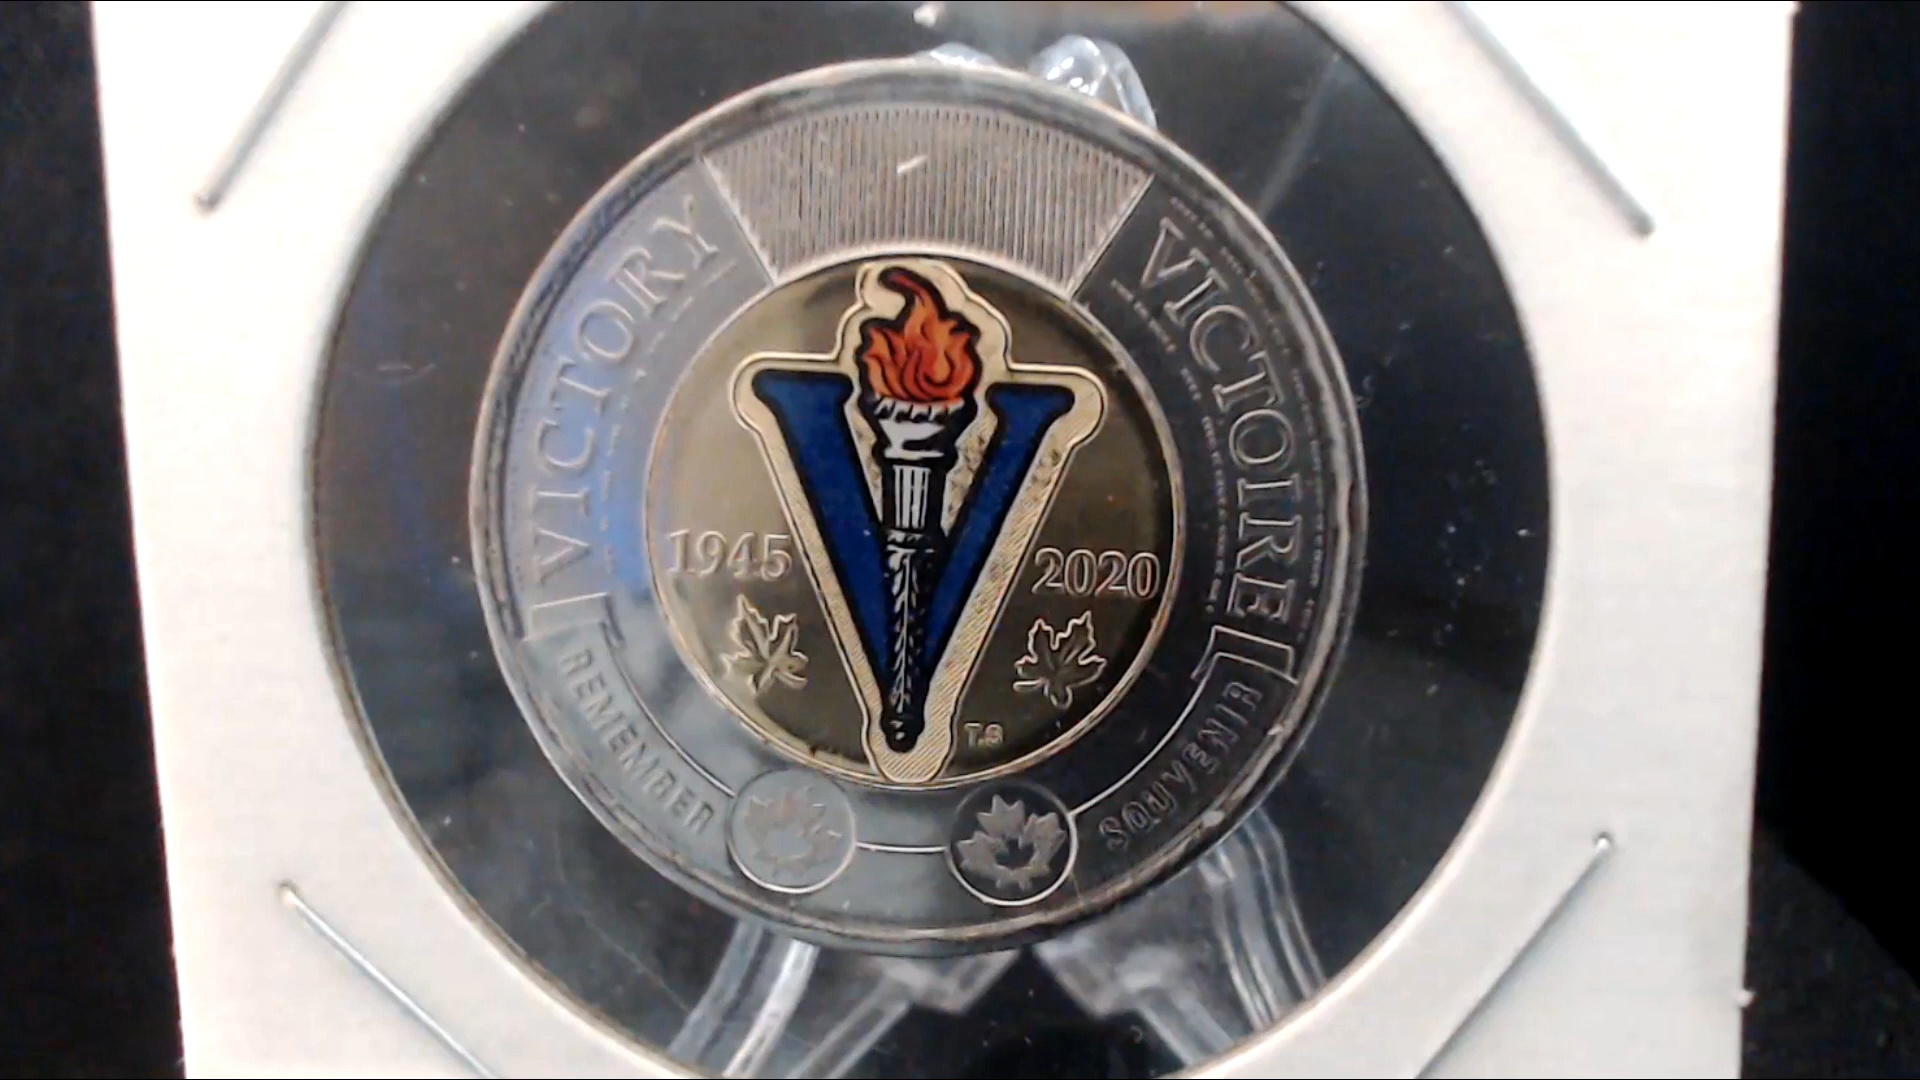 VICTORY
VICTOIRE
V
1945
2020
T.S
REMEMBER
SOUVENIR